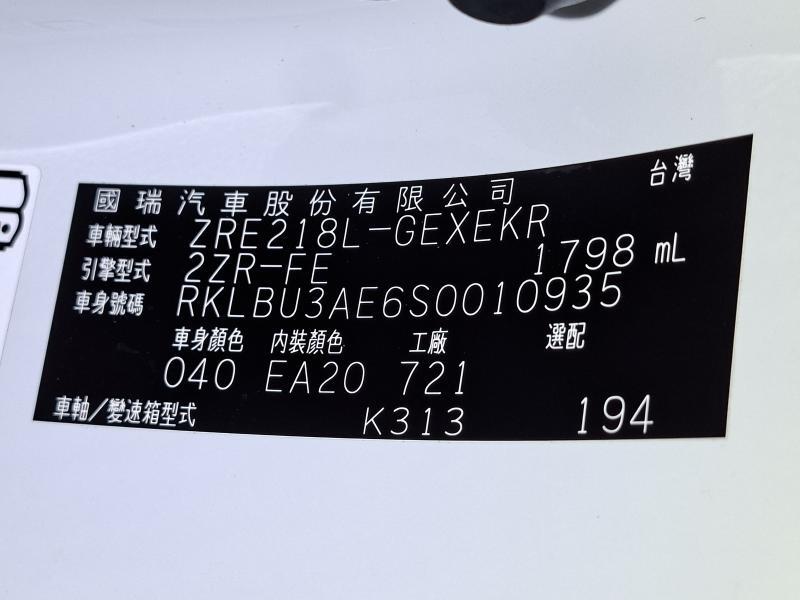 國瑞汽車股份有限公司 台灣
車輛型式 ZRE218L-GEXEKR
引擎型式 2ZR-FE 1798 mL
車身號碼 RKLBU3AE6S0010935
車身顏色 內裝顏色 工廠 選配
040 EA20 721
車軸/變速箱型式 K313 194